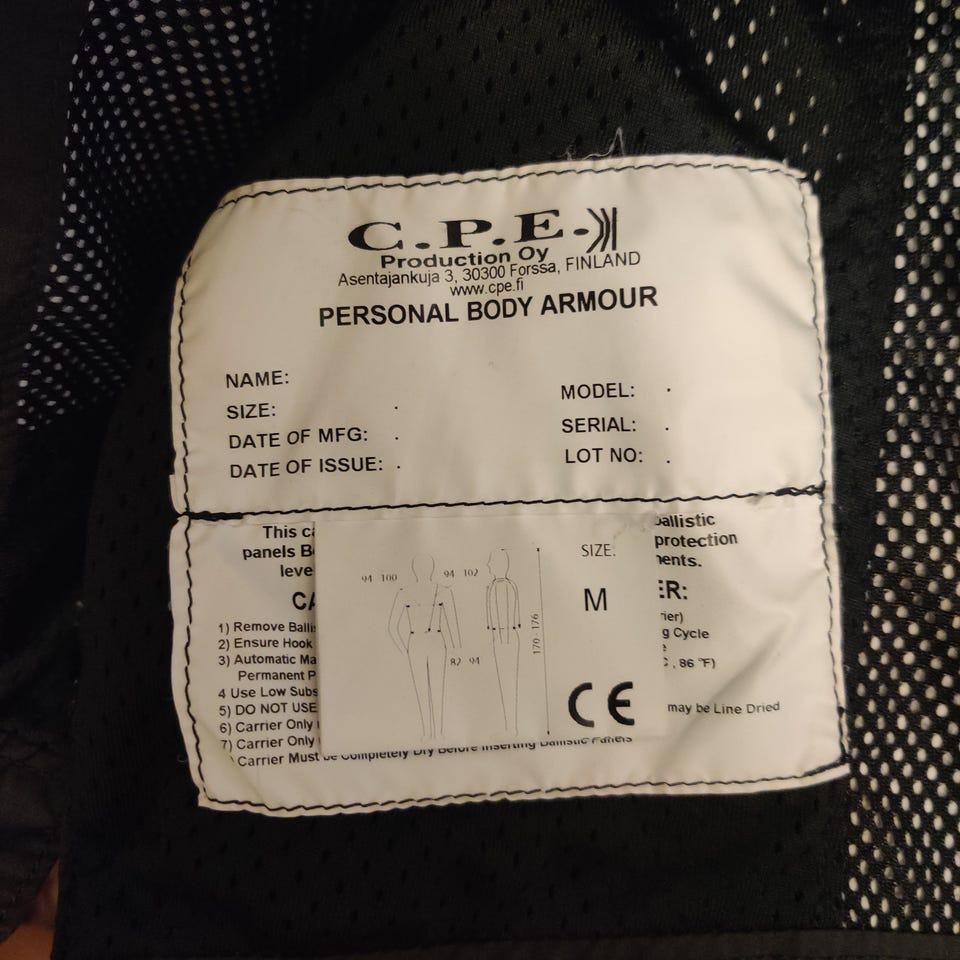 C.P.E.
Production Oy
Asentajankuja 3, 30300 Forssa, FINLAND
www.cpe.fi
PERSONAL BODY ARMOUR
NAME:
SIZE: .
DATE OF MFG: .
DATE OF ISSUE: .
MODEL: .
SERIAL: .
LOT NO: .
This
panels
leve
ballistic
protection
94 100
94 102
82 94
170 - 176
SIZE.
M
CE
1) Remove
2) Ensure Hook
3) Automatic
Permanent
4 Use Low
5) DO NOT USE
6) Carrier Only
7) Carrier Only
g Cycle
, 86 °F)
may be Line Dried
Carrier Must be Completely Dry Before Inserting Ballistic Panels